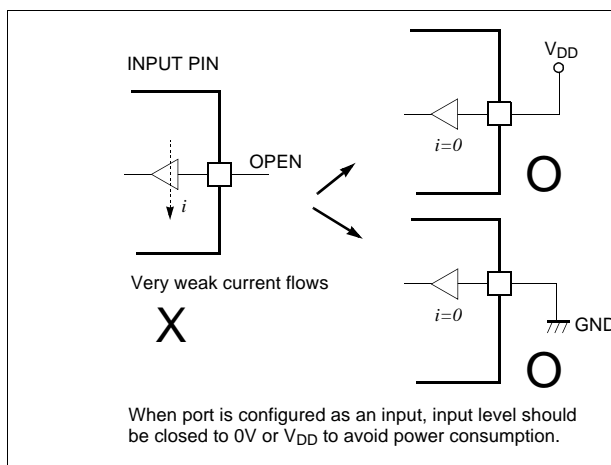 INPUT PIN
OPEN
i
Very weak current flows
X
VDD
i=0
O
i=0
GND
O
When port is configured as an input, input level should
be closed to 0V or VDD to avoid power consumption.